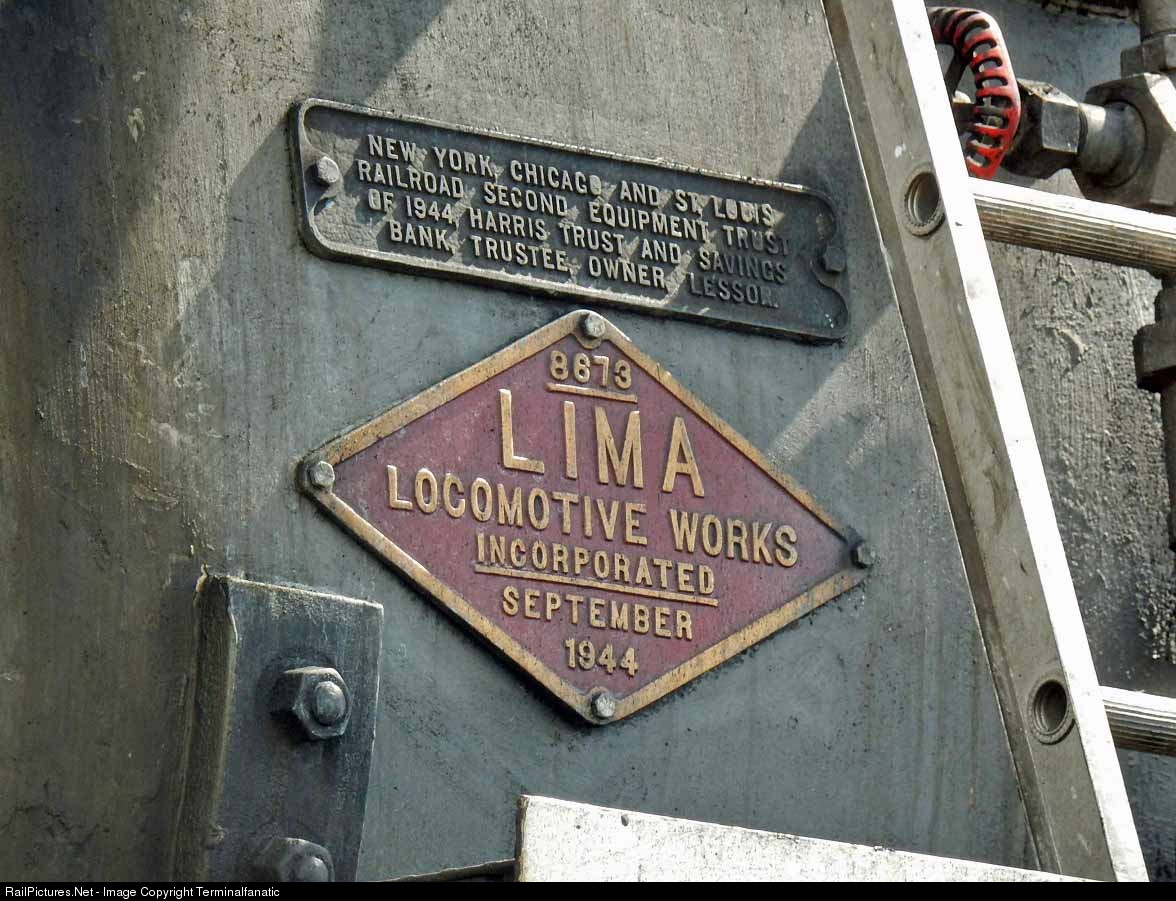 NEW YORK, CHICAGO AND ST. LOUIS
RAILROAD SECOND EQUIPMENT TRUST
OF 1944, HARRIS TRUST AND SAVINGS
BANK, TRUSTEE, OWNER, LESSOR.
8673
LIMA
LOCOMOTIVE WORKS
INCORPORATED
SEPTEMBER
1944
RailPictures.Net - Image Copyright Terminalfanatic